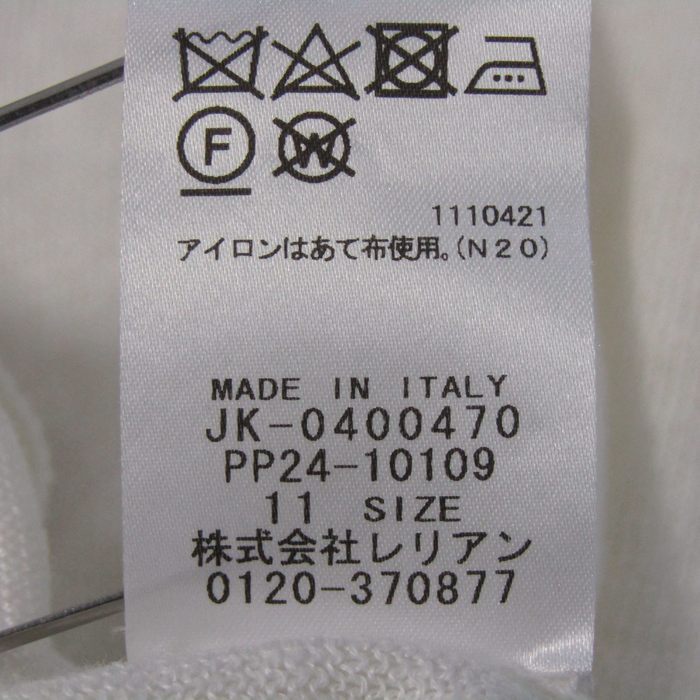 F W
1110421
アイロンはあて布使用。(N20)
MADE IN ITALY
JK-0400470
PP24-10109
11 SIZE
株式会社レリアン
0120-370877